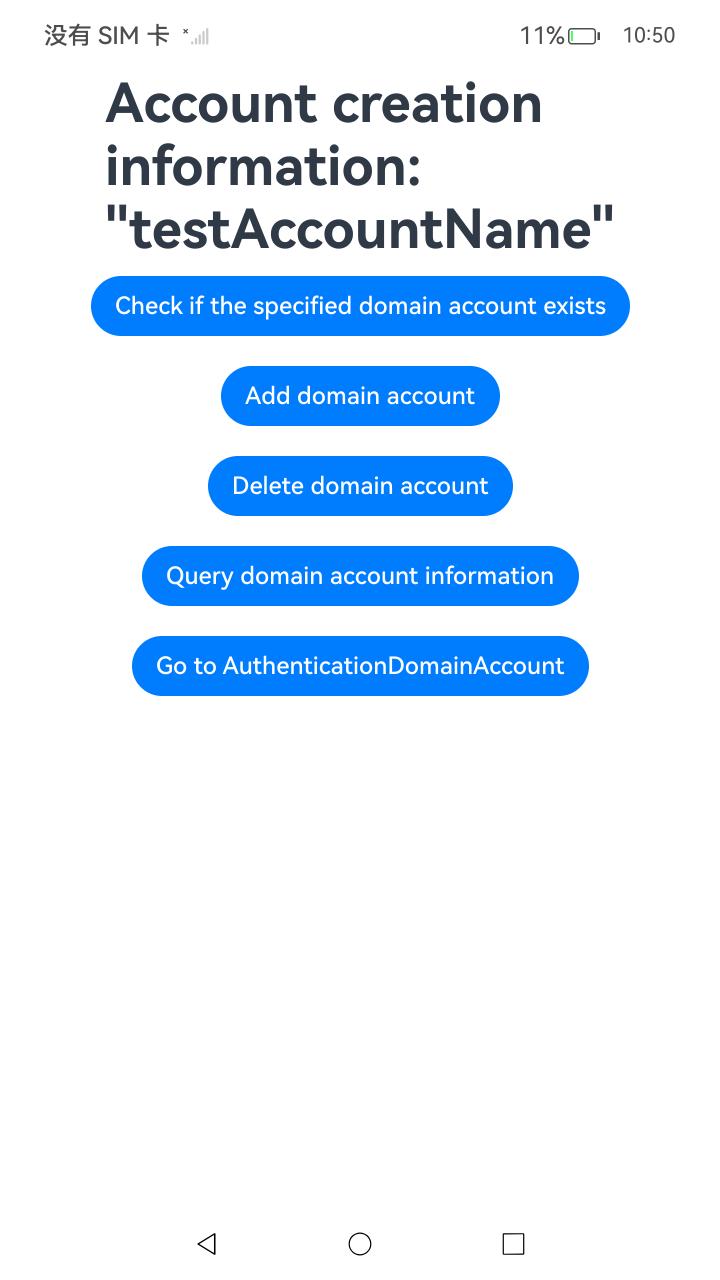 没有 SIM 卡
11%
10:50
Account creation
information:
"testAccountName"
Check if the specified domain account exists
Add domain account
Delete domain account
Query domain account information
Go to AuthenticationDomainAccount